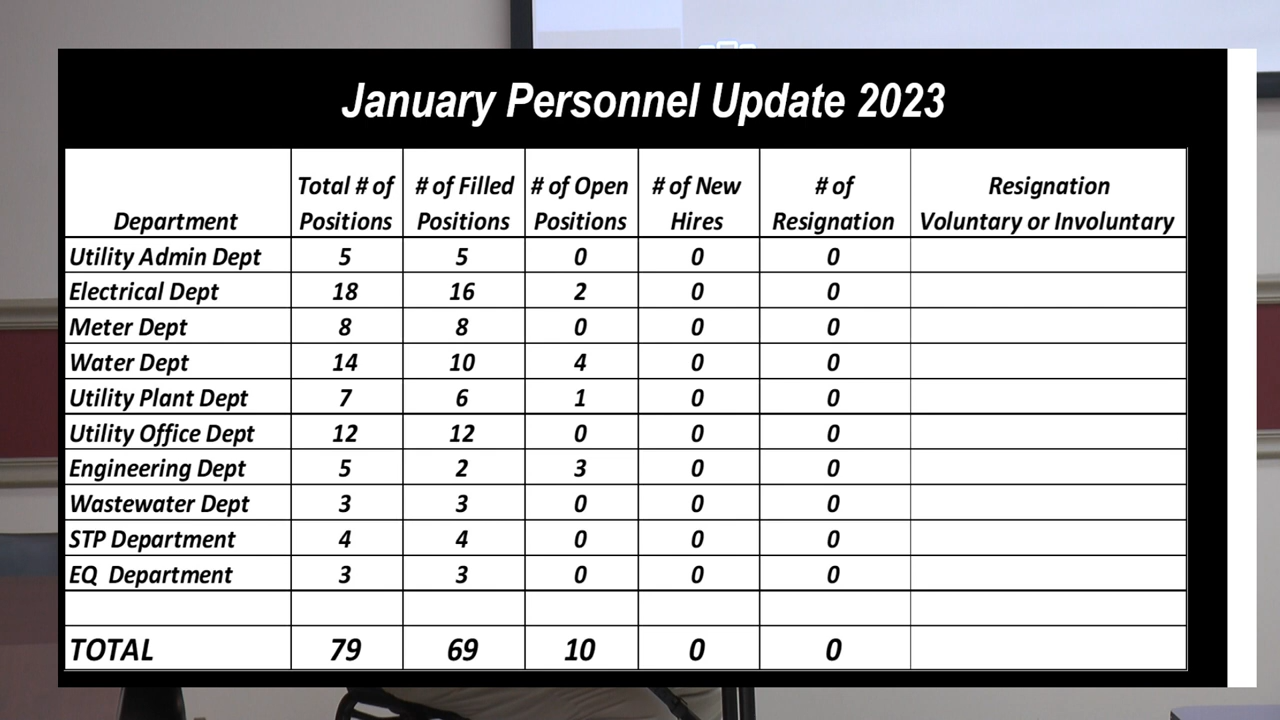 January Personnel Update 2023
Department Total # of Positions # of Filled Positions # of Open Positions # of New Hires # of Resignation Resignation Voluntary or Involuntary
Utility Admin Dept 5 5 0 0 0
Electrical Dept 18 16 2 0 0
Meter Dept 8 8 0 0 0
Water Dept 14 10 4 0 0
Utility Plant Dept 7 6 1 0 0
Utility Office Dept 12 12 0 0 0
Engineering Dept 5 2 3 0 0
Wastewater Dept 3 3 0 0 0
STP Department 4 4 0 0 0
EQ Department 3 3 0 0 0
TOTAL 79 69 10 0 0